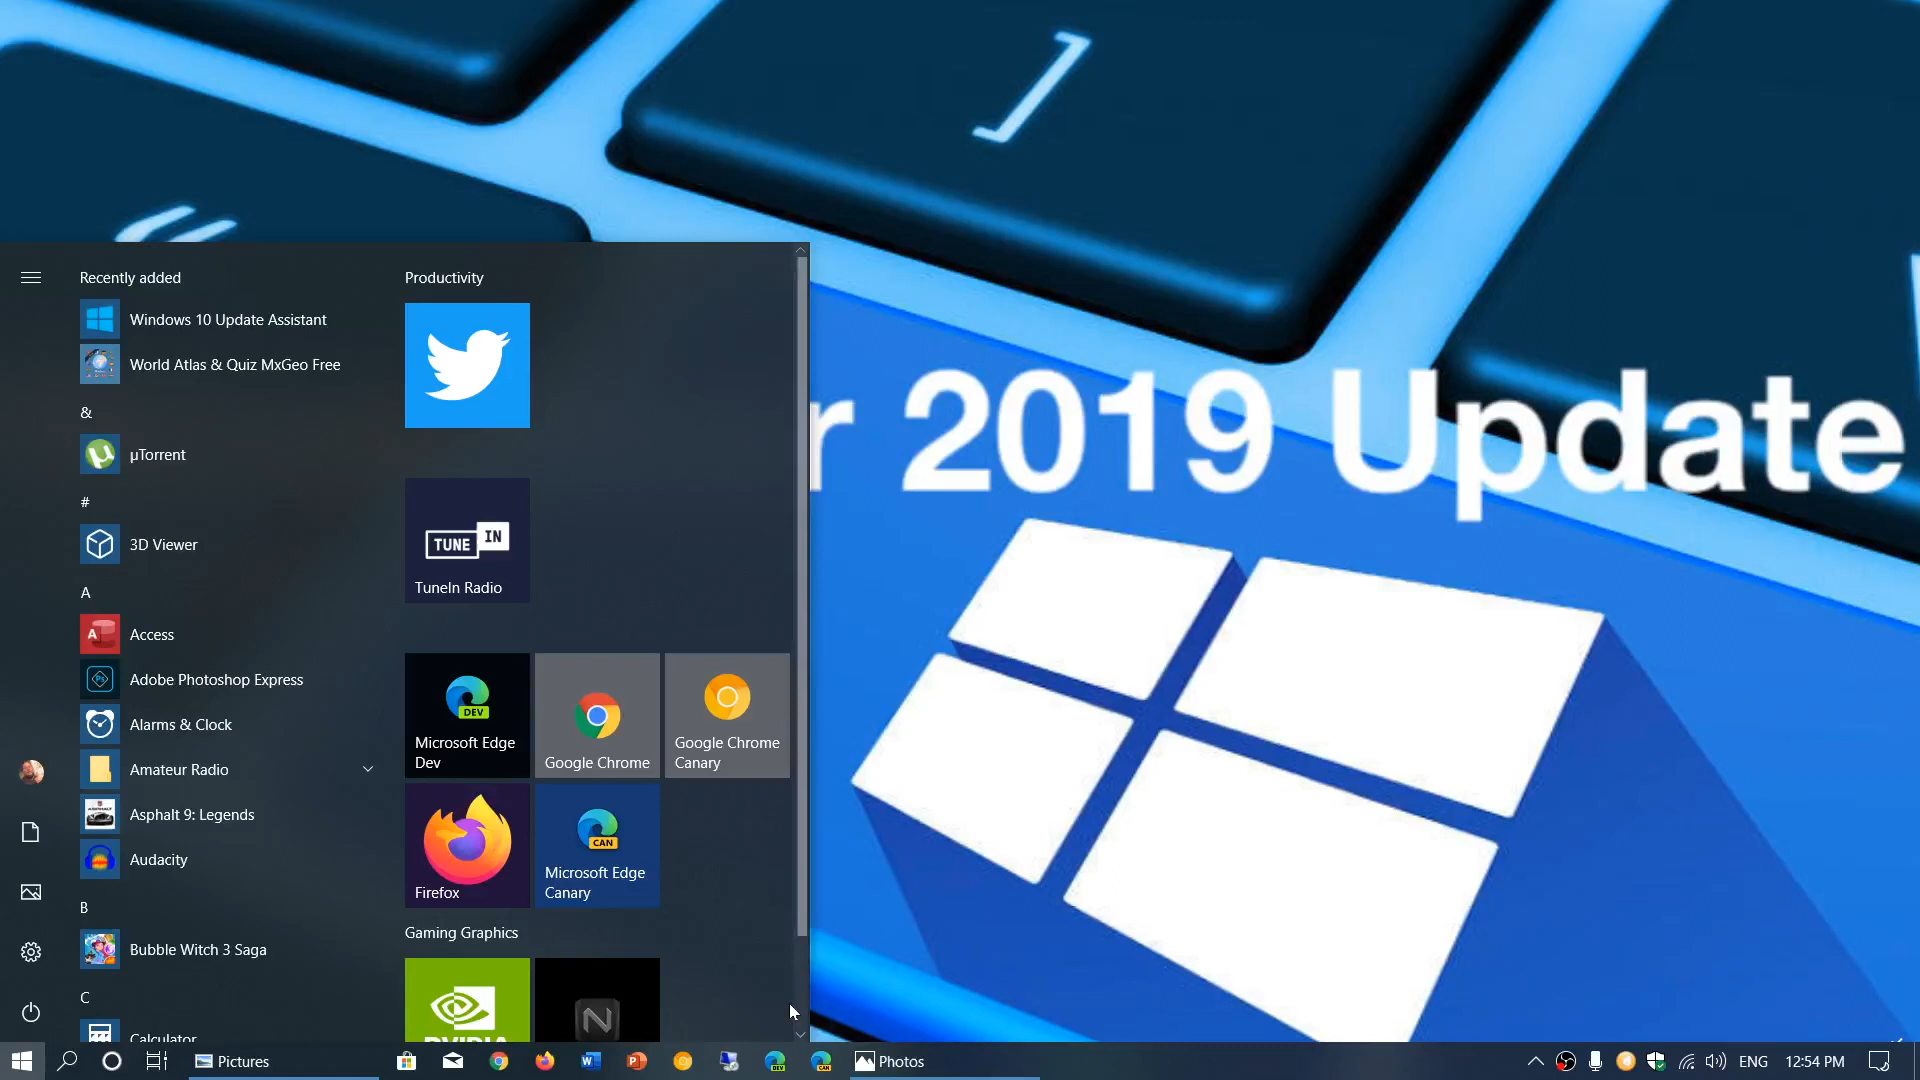 ]
r 2019 Update
Recently added
Windows 10 Update Assistant
World Atlas & Quiz MxGeo Free
&
µTorrent
#
3D Viewer
A
Access
Adobe Photoshop Express
Alarms & Clock
Amateur Radio
Asphalt 9: Legends
Audacity
B
Bubble Witch 3 Saga
C
Calculator
Productivity
TUNE IN
TuneIn Radio
DEV
Microsoft Edge
Dev
Google Chrome
Google Chrome
Canary
Firefox
CAN
Microsoft Edge
Canary
Gaming Graphics
NVIDIA
N
Pictures
Photos
ENG
12:54 PM